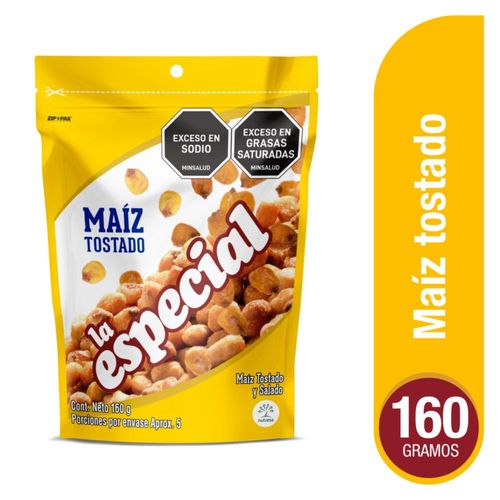 ZIP•PAK
EXCESO EN
SODIO
MINSALUD
EXCESO EN
GRASAS
SATURADAS
MINSALUD
MAÍZ
TOSTADO
la
especial
Maíz Tostado
y Salado
Cont. Neto 160 g
Porciones por envase Aprox. 5
nutresa
Maíz tostado
160
GRAMOS